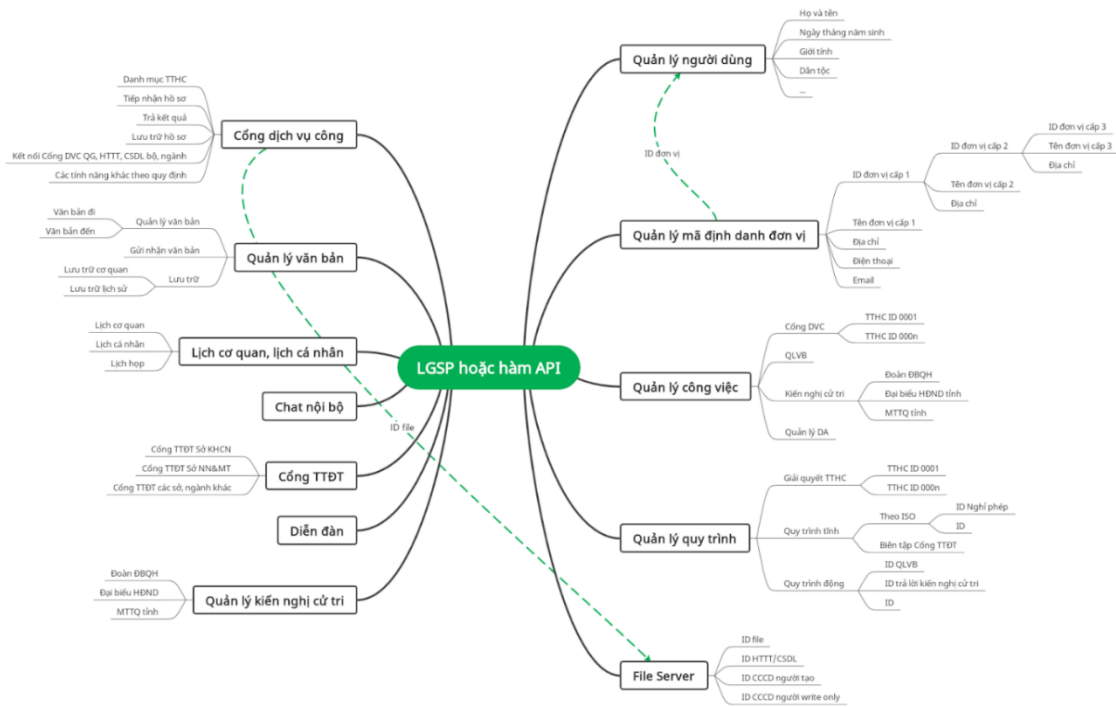 LGSP hoặc hàm API
Cổng dịch vụ công
Danh mục TTHC
Tiếp nhận hồ sơ
Trả kết quả
Lưu trữ hồ sơ
Kết nối Cổng DVC QG, HTTT, CSDL bộ, ngành
Các tính năng khác theo quy định
Quản lý văn bản
Quản lý văn bản
Văn bản đi
Văn bản đến
Gửi nhận văn bản
Lưu trữ
Lưu trữ cơ quan
Lưu trữ lịch sử
Lịch cơ quan, lịch cá nhân
Lịch cơ quan
Lịch cá nhân
Lịch họp
Chat nội bộ
Cổng TTĐT
Cổng TTĐT Sở KHCN
Cổng TTĐT Sở NN&MT
Cổng TTĐT các sở, ngành khác
Diễn đàn
Quản lý kiến nghị cử tri
Đoàn ĐBQH
Đại biểu HĐND
MTTQ tỉnh
Quản lý người dùng
Họ và tên
Ngày tháng năm sinh
Giới tính
Dân tộc
...
ID đơn vị
Quản lý mã định danh đơn vị
ID đơn vị cấp 1
ID đơn vị cấp 2
ID đơn vị cấp 3
Tên đơn vị cấp 3
Địa chỉ
Tên đơn vị cấp 2
Địa chỉ
Tên đơn vị cấp 1
Địa chỉ
Điện thoại
Email
Quản lý công việc
Cổng DVC
TTHC ID 0001
TTHC ID 000n
QLVB
Kiến nghị cử tri
Đoàn ĐBQH
Đại biểu HĐND tỉnh
MTTQ tỉnh
Quản lý DA
Quản lý quy trình
Giải quyết TTHC
TTHC ID 0001
TTHC ID 000n
Quy trình tĩnh
Theo ISO
ID Nghỉ phép
ID
Biên tập Cổng TTĐT
Quy trình động
ID QLVB
ID trả lời kiến nghị cử tri
ID
ID file
File Server
ID file
ID HTTT/CSDL
ID CCCD người tạo
ID CCCD người write only